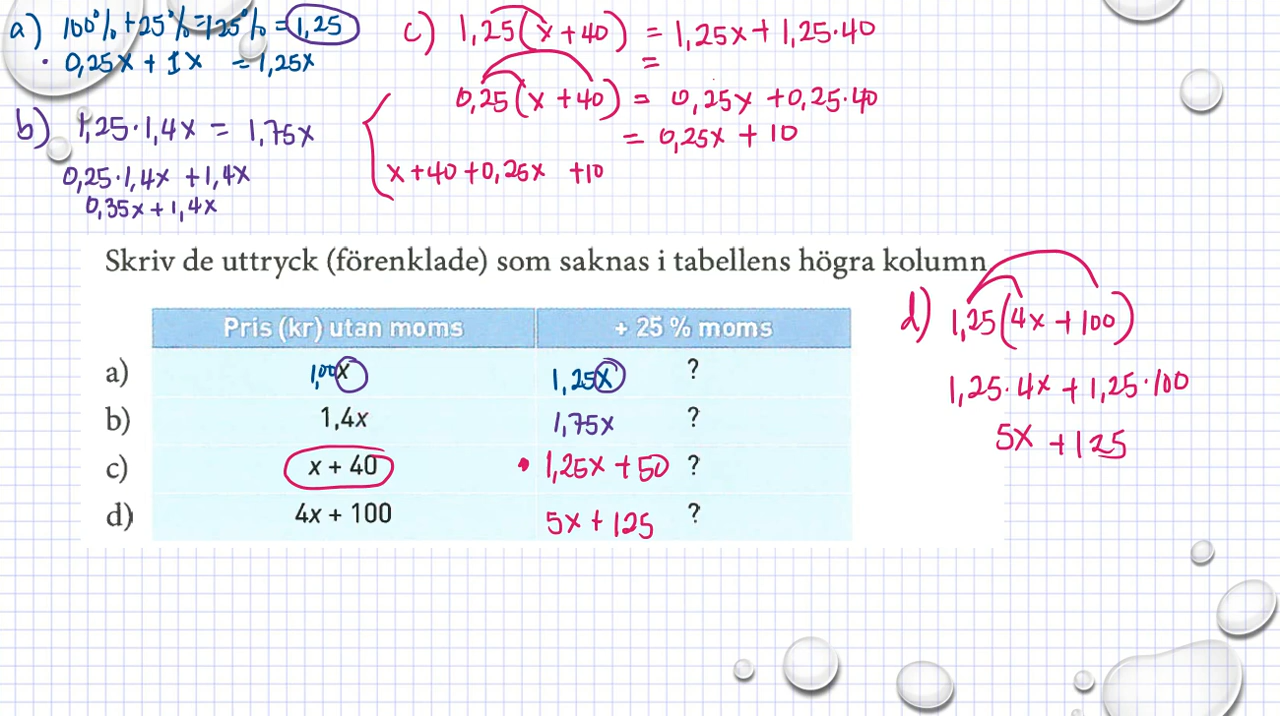 a) 100% + 25% = 125% = 1,25
· 0,25x + 1x = 1,25x
b) 1,25·1,4x = 1,75x
0,25·1,4x + 1,4x
0,35x + 1,4x
c) 1,25(x+40) = 1,25x + 1,25·40
=
0,25(x+40) = 0,25x + 0,25·40
= 0,25x + 10
x+40+0,25x +10
Skriv de uttryck (förenklade) som saknas i tabellens högra kolumn
Pris (kr) utan moms + 25 % moms
a) 1,00x 1,25x ?
b) 1,4x 1,75x ?
c) x + 40 · 1,25x + 50 ?
d) 4x + 100 5x + 125 ?
d) 1,25(4x + 100)
1,25·4x + 1,25·100
5x + 125